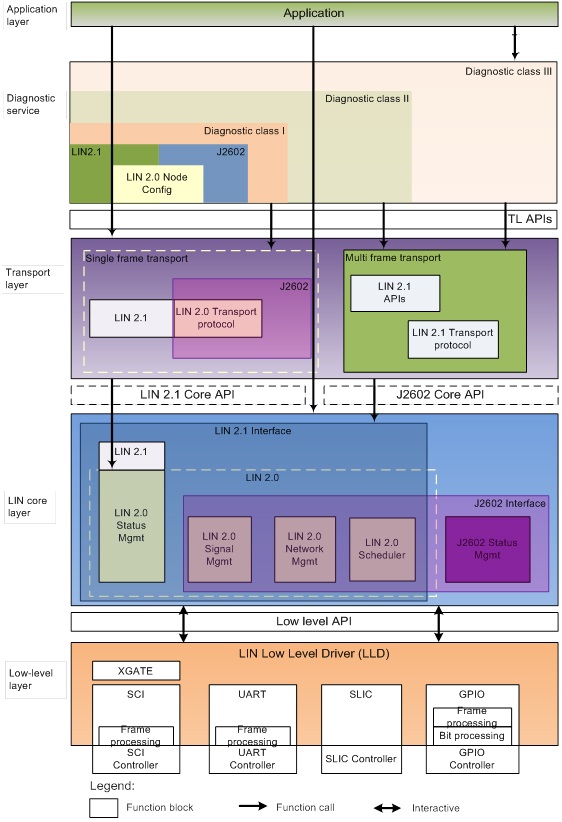 Application
layer
Application
Diagnostic class III
Diagnostic
service
Diagnostic class II
Diagnostic class I
LIN2.1
J2602
LIN 2.0 Node
Config
TL APIs
Transport
layer
Single frame transport
J2602
LIN 2.1
LIN 2.0 Transport
protocol
Multi frame transport
LIN 2.1
APIs
LIN 2.1 Transport
protocol
LIN 2.1 Core API
J2602 Core API
LIN core
layer
LIN 2.1 Interface
LIN 2.1
LIN 2.0
LIN 2.0
Status
Mgmt
J2602 Interface
LIN 2.0
Signal
Mgmt
LIN 2.0
Network
Mgmt
LIN 2.0
Scheduler
J2602 Status
Mgmt
Low level API
Low-level
layer
LIN Low Level Driver (LLD)
XGATE
SCI
Frame
processing
SCI
Controller
UART
Frame
processing
UART
Controller
SLIC
SLIC Controller
GPIO
Frame
processing
Bit processing
GPIO
Controller
Legend:
Function block
Function call
Interactive